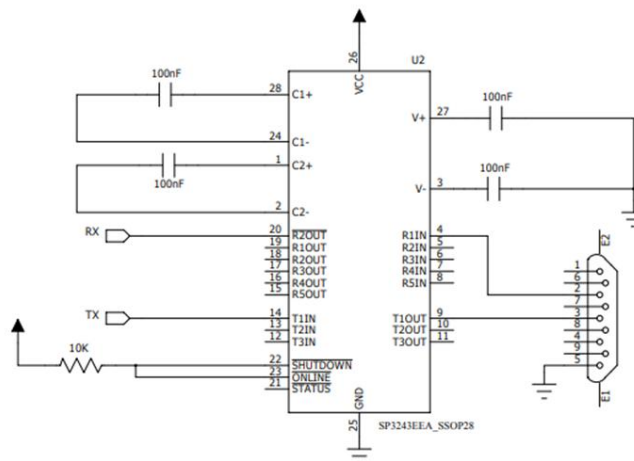 26
VCC
U2
100nF
28 C1+
24 C1-
1 C2+
100nF
2 C2-
V+ 27
100nF
V- 3
100nF
RX
20 R2OUT
19 R1OUT
18 R2OUT
17 R3OUT
16 R4OUT
15 R5OUT
R1IN 4
R2IN 5
R3IN 6
R4IN 7
R5IN 8
TX
14 T1IN
13 T2IN
12 T3IN
T1OUT 9
T2OUT 10
T3OUT 11
10K
22 SHUTDOWN
23 ONLINE
21 STATUS
GND
25
SP3243EEA_SSOP28
E2
1
6
2
7
3
8
4
9
5
E1